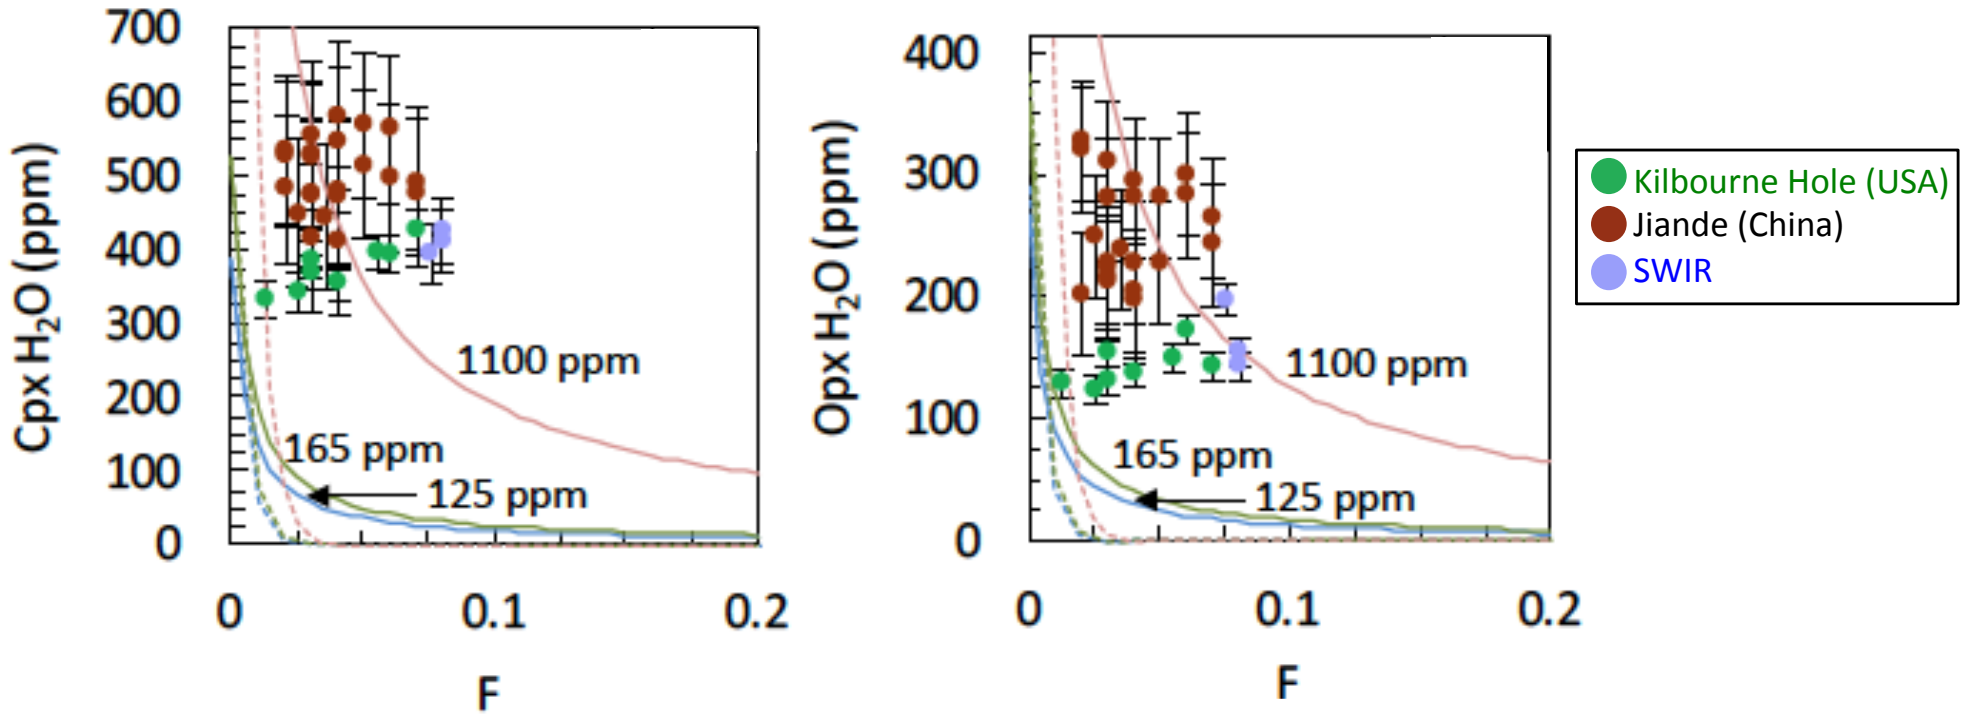 700
600
500
400
300
200
100
0
Cpx H₂O (ppm)
1100 ppm
165 ppm
125 ppm
0 0.1 0.2
F
400
300
200
100
0
Opx H₂O (ppm)
1100 ppm
165 ppm
125 ppm
0 0.1 0.2
F
Kilbourne Hole (USA)
Jiande (China)
SWIR